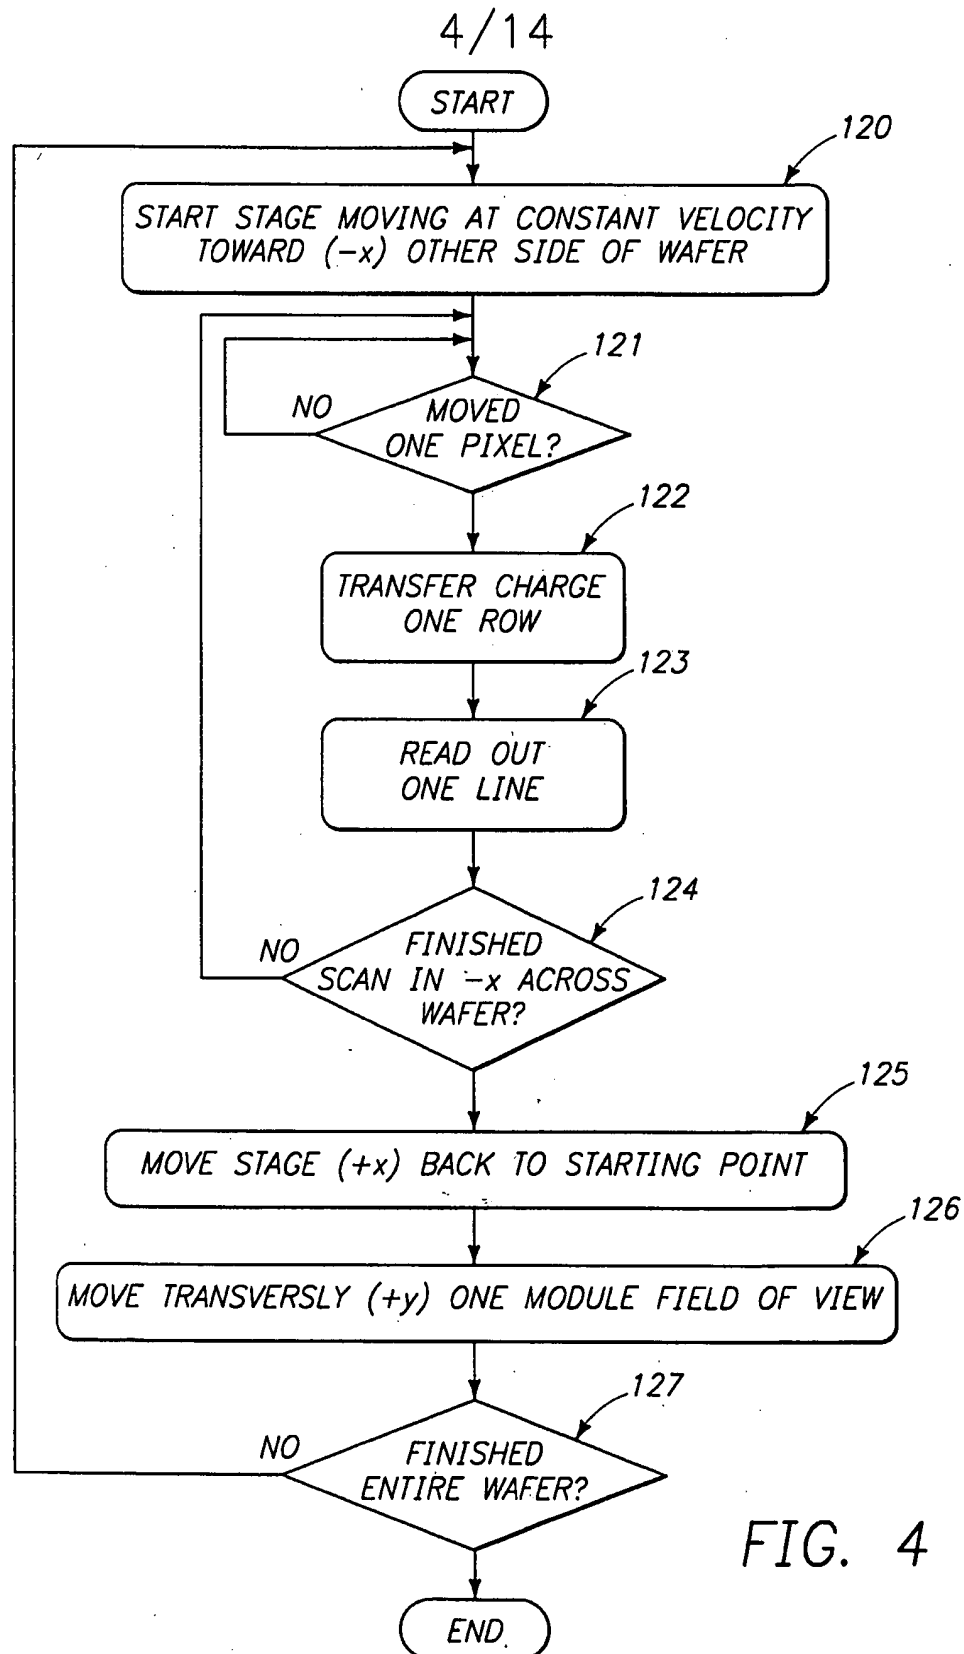 4/14
START
120
START STAGE MOVING AT CONSTANT VELOCITY
TOWARD (-x) OTHER SIDE OF WAFER
121
NO
MOVED
ONE PIXEL?
122
TRANSFER CHARGE
ONE ROW
123
READ OUT
ONE LINE
124
NO
FINISHED
SCAN IN -x ACROSS
WAFER?
125
MOVE STAGE (+x) BACK TO STARTING POINT
126
MOVE TRANSVERSLY (+y) ONE MODULE FIELD OF VIEW
127
NO
FINISHED
ENTIRE WAFER?
FIG. 4
END